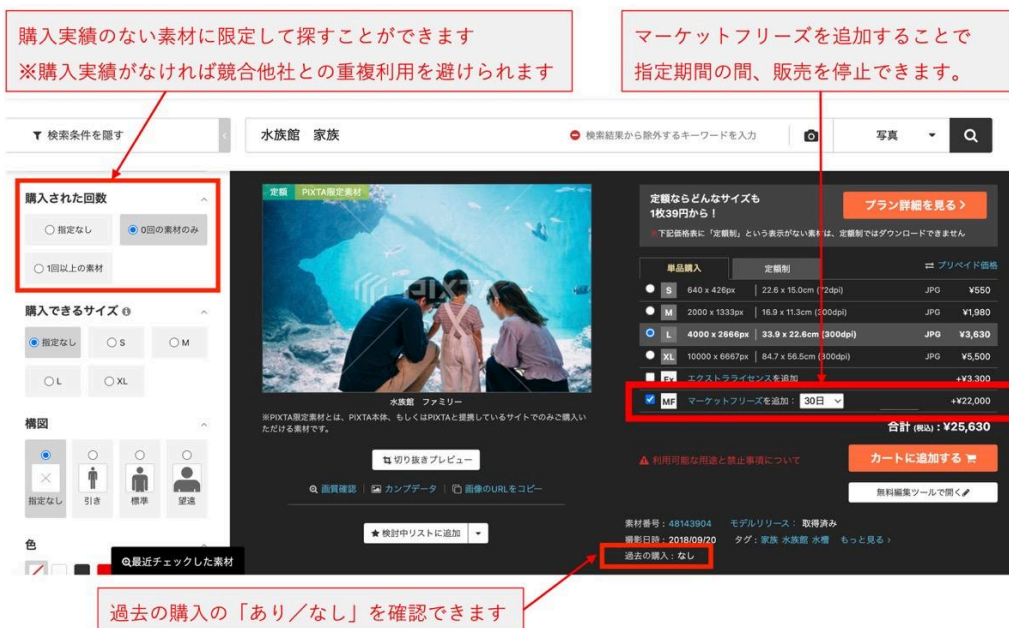 購入実績のない素材に限定して探すことができます
※購入実績がなければ競合他社との重複利用を避けられます
マーケットフリーズを追加することで
指定期間の間、販売を停止できます。
検索条件を隠す
水族館 家族
検索結果から除外するキーワードを入力
写真
購入された回数
指定なし
0回の素材のみ
1回以上の素材
購入できるサイズ
指定なし
S
M
L
XL
構図
指定なし
引き
標準
望遠
色
最近チェックした素材
定額 PIXTA限定素材
PIXTA
水族館 ファミリー
※PIXTA限定素材とは、PIXTA本体、もしくはPIXTAと提携しているサイトでのみご購入い
ただける素材です。
切り抜きプレビュー
画質確認 カンプデータ 画像のURLをコピー
検討中リストに追加
定額ならどんなサイズも
1枚39円から！
プラン詳細を見る
※下記価格表に「定額制」という表示がない素材は、定額制ではダウンロードできません
単品購入 定額制 プリペイド価格
S 640 x 426px 22.6 x 15.0cm (72dpi) JPG ¥550
M 2000 x 1333px 16.9 x 11.3cm (300dpi) JPG ¥1,980
L 4000 x 2666px 33.9 x 22.6cm (300dpi) JPG ¥3,630
XL 10000 x 6667px 84.7 x 56.5cm (300dpi) JPG ¥5,500
Ex エクストラライセンスを追加 +¥3,300
MF マーケットフリーズを追加： 30日 +¥22,000
合計 (税込)：¥25,630
利用可能な用途と禁止事項について
カートに追加する
無料編集ツールで開く
素材番号：48143904 モデルリリース： 取得済み
撮影日時：2018/09/20 タグ：家族 水族館 水槽 もっと見る
過去の購入：なし
過去の購入の「あり／なし」を確認できます